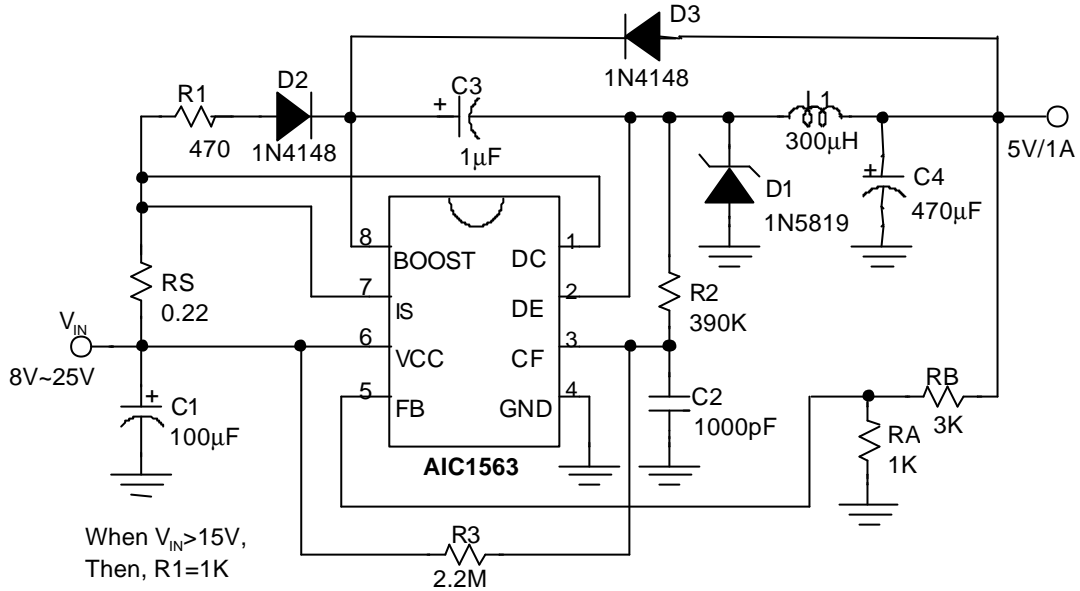 D3
1N4148
D2
1N4148
R1
470
C3
+
1µF
L1
300µH
5V/1A
D1
1N5819
+
C4
470µF
8
BOOST
DC
1
7
IS
DE
2
6
VCC
CF
3
5
FB
GND
4
AIC1563
RS
0.22
R2
390K
VIN
8V~25V
+
C1
100µF
C2
1000pF
RB
3K
RA
1K
R3
2.2M
When VIN>15V,
Then, R1=1K